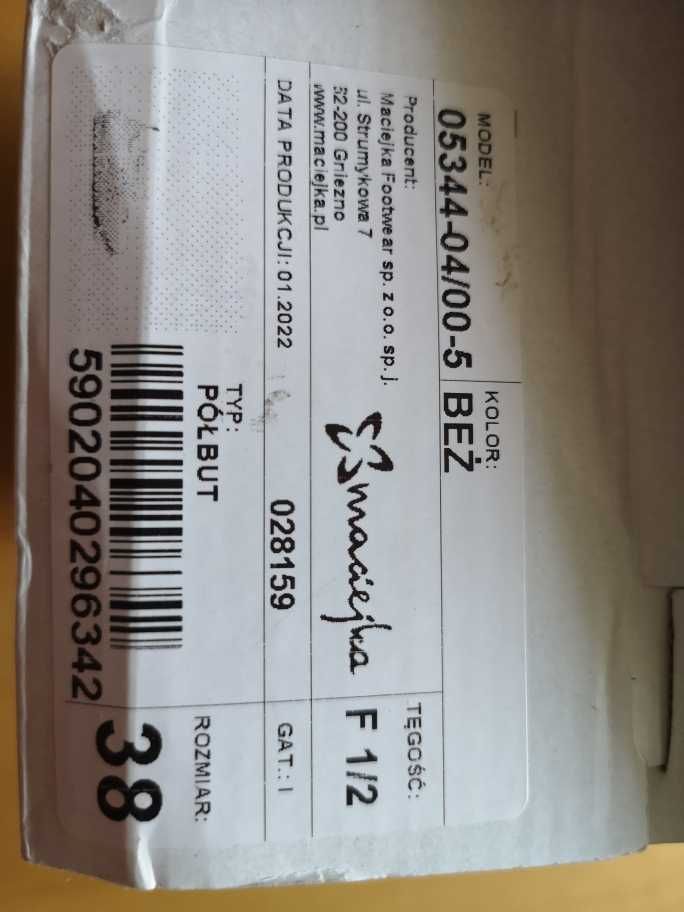 MODEL:
05344-04/00-5
KOLOR:
BEŻ
Producent:
Maciejka Footwear sp. z o.o. sp. j.
ul. Strumykowa 7
62-200 Gniezno
www.maciejka.pl
maciejka
TĘGOŚĆ:
F 1/2
DATA PRODUKCJI: 01.2022
028159
GAT.: I
TYP:
PÓŁBUT
ROZMIAR:
38
5902040296342